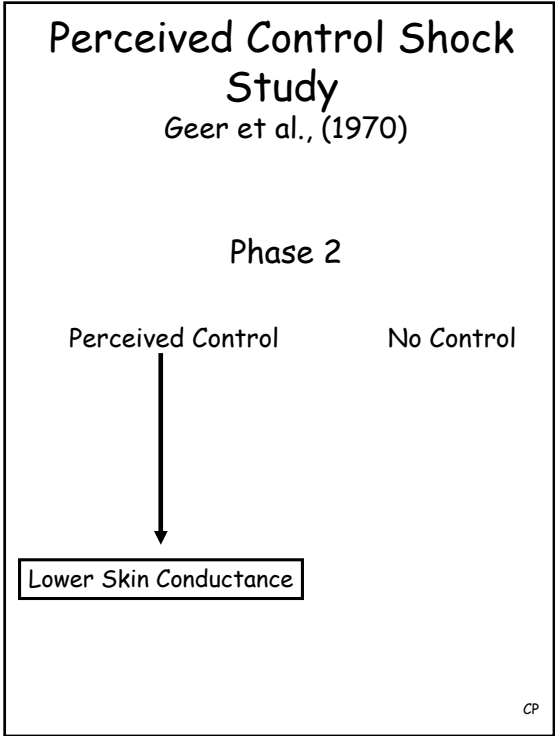 Perceived Control Shock
Study
Geer et al., (1970)
Phase 2
Perceived Control No Control
Lower Skin Conductance
CP